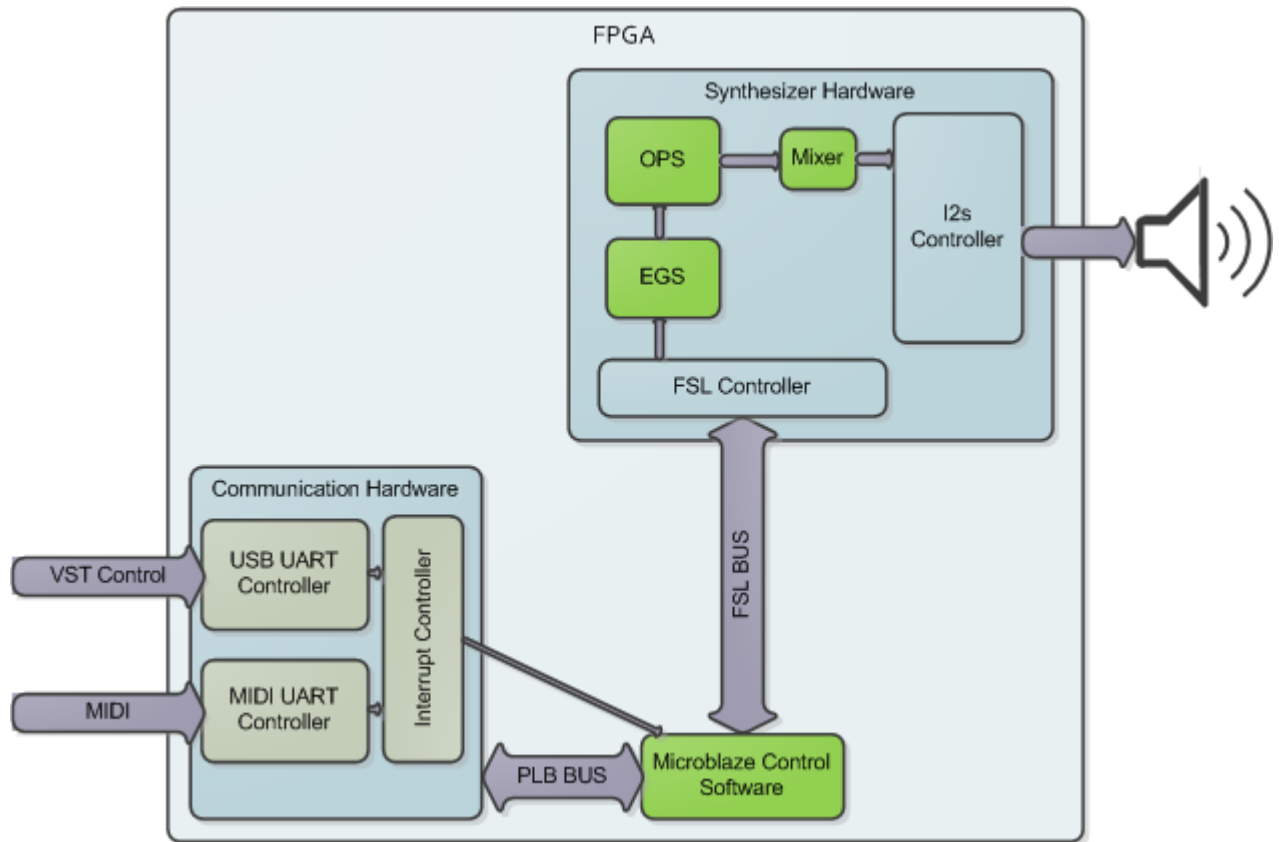 FPGA
Synthesizer Hardware
OPS
Mixer
I2s
Controller
EGS
FSL Controller
FSL BUS
Communication Hardware
USB UART
Controller
VST Control
Interrupt Controller
MIDI UART
Controller
MIDI
PLB BUS
Microblaze Control
Software